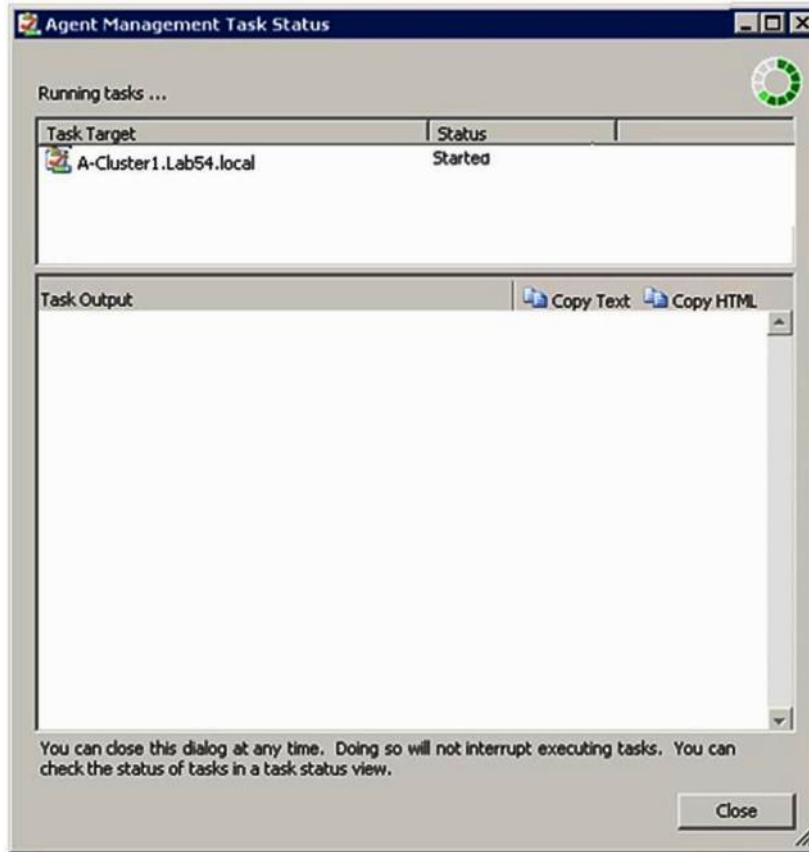 Agent Management Task Status
Running tasks ...
Task Target Status
A-Cluster1.Lab54.local Started
Task Output Copy Text Copy HTML
You can close this dialog at any time. Doing so will not interrupt executing tasks. You can
check the status of tasks in a task status view.
Close